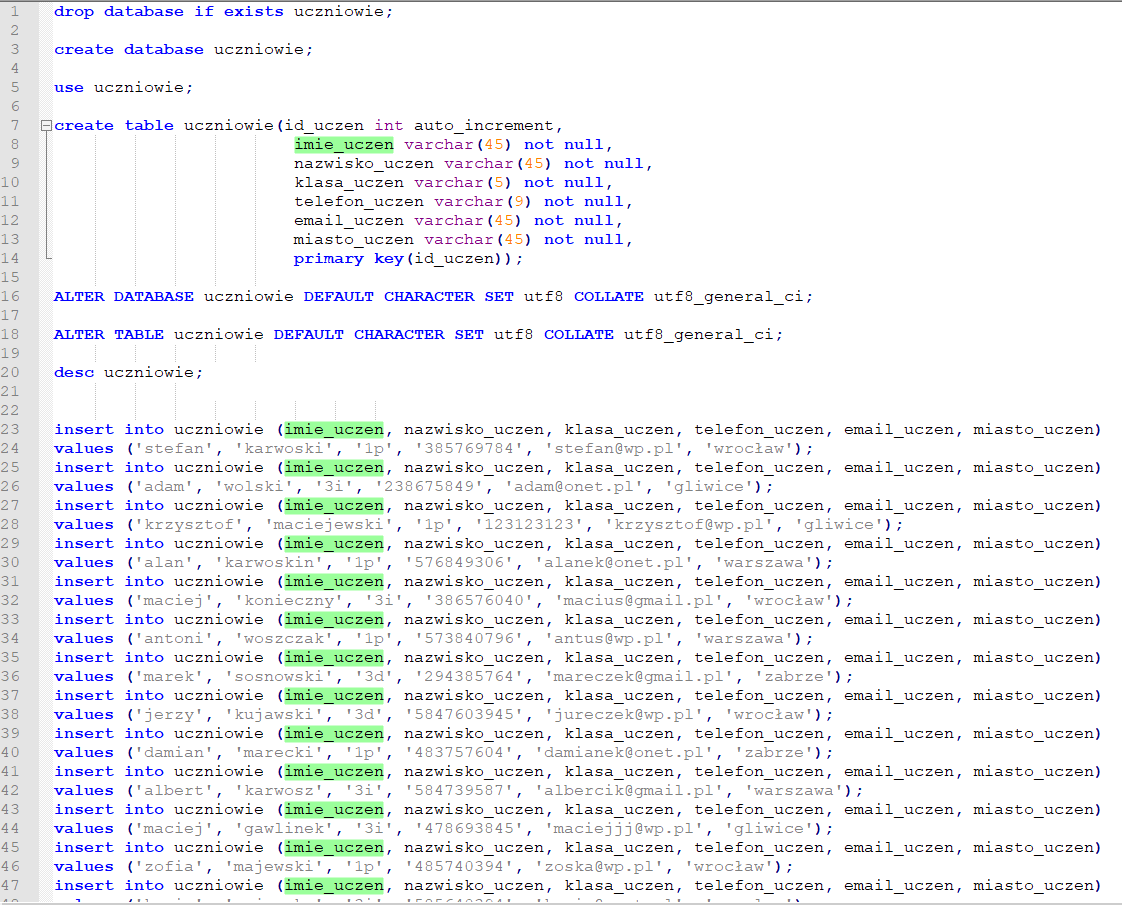 1 drop database if exists uczniowie;
2
3 create database uczniowie;
4
5 use uczniowie;
6
7 create table uczniowie(id_uczen int auto_increment,
8 imie_uczen varchar(45) not null,
9 nazwisko_uczen varchar(45) not null,
10 klasa_uczen varchar(5) not null,
11 telefon_uczen varchar(9) not null,
12 email_uczen varchar(45) not null,
13 miasto_uczen varchar(45) not null,
14 primary key(id_uczen));
15
16 ALTER DATABASE uczniowie DEFAULT CHARACTER SET utf8 COLLATE utf8_general_ci;
17
18 ALTER TABLE uczniowie DEFAULT CHARACTER SET utf8 COLLATE utf8_general_ci;
19
20 desc uczniowie;
21
22
23 insert into uczniowie (imie_uczen, nazwisko_uczen, klasa_uczen, telefon_uczen, email_uczen, miasto_uczen)
24 values ('stefan', 'karwoski', '1p', '385769784', 'stefan@wp.pl', 'wrocław');
25 insert into uczniowie (imie_uczen, nazwisko_uczen, klasa_uczen, telefon_uczen, email_uczen, miasto_uczen)
26 values ('adam', 'wolski', '3i', '238675849', 'adam@onet.pl', 'gliwice');
27 insert into uczniowie (imie_uczen, nazwisko_uczen, klasa_uczen, telefon_uczen, email_uczen, miasto_uczen)
28 values ('krzysztof', 'maciejewski', '1p', '123123123', 'krzysztof@wp.pl', 'gliwice');
29 insert into uczniowie (imie_uczen, nazwisko_uczen, klasa_uczen, telefon_uczen, email_uczen, miasto_uczen)
30 values ('alan', 'karwoskin', '1p', '576849306', 'alanek@onet.pl', 'warszawa');
31 insert into uczniowie (imie_uczen, nazwisko_uczen, klasa_uczen, telefon_uczen, email_uczen, miasto_uczen)
32 values ('maciej', 'konieczny', '3i', '386576040', 'macius@gmail.pl', 'wrocław');
33 insert into uczniowie (imie_uczen, nazwisko_uczen, klasa_uczen, telefon_uczen, email_uczen, miasto_uczen)
34 values ('antoni', 'woszczak', '1p', '573840796', 'antus@wp.pl', 'warszawa');
35 insert into uczniowie (imie_uczen, nazwisko_uczen, klasa_uczen, telefon_uczen, email_uczen, miasto_uczen)
36 values ('marek', 'sosnowski', '3d', '294385764', 'mareczek@gmail.pl', 'zabrze');
37 insert into uczniowie (imie_uczen, nazwisko_uczen, klasa_uczen, telefon_uczen, email_uczen, miasto_uczen)
38 values ('jerzy', 'kujawski', '3d', '5847603945', 'jureczek@wp.pl', 'wrocław');
39 insert into uczniowie (imie_uczen, nazwisko_uczen, klasa_uczen, telefon_uczen, email_uczen, miasto_uczen)
40 values ('damian', 'marecki', '1p', '483757604', 'damianek@onet.pl', 'zabrze');
41 insert into uczniowie (imie_uczen, nazwisko_uczen, klasa_uczen, telefon_uczen, email_uczen, miasto_uczen)
42 values ('albert', 'karwosz', '3i', '584739587', 'albercik@gmail.pl', 'warszawa');
43 insert into uczniowie (imie_uczen, nazwisko_uczen, klasa_uczen, telefon_uczen, email_uczen, miasto_uczen)
44 values ('maciej', 'gawlinek', '3i', '478693845', 'maciejjj@wp.pl', 'gliwice');
45 insert into uczniowie (imie_uczen, nazwisko_uczen, klasa_uczen, telefon_uczen, email_uczen, miasto_uczen)
46 values ('zofia', 'majewski', '1p', '485740394', 'zoska@wp.pl', 'wrocław');
47 insert into uczniowie (imie_uczen, nazwisko_uczen, klasa_uczen, telefon_uczen, email_uczen, miasto_uczen)